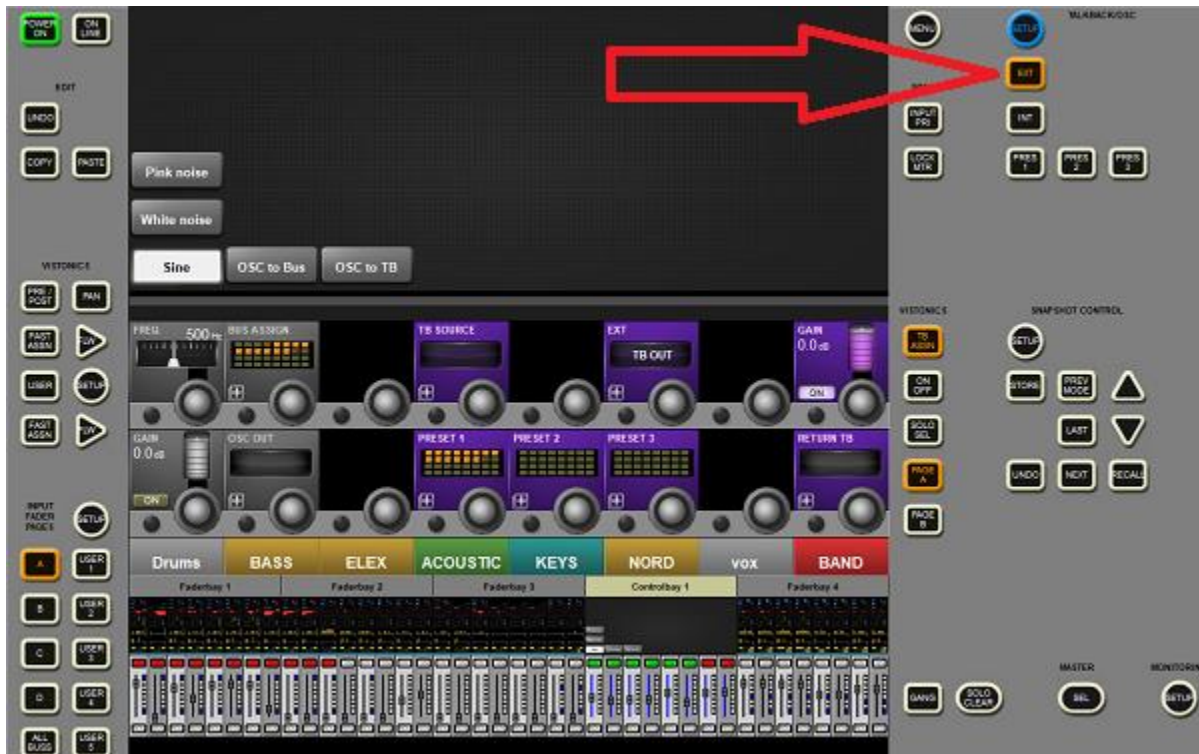 POWER ON
ON LINE
EDIT
UNDO
COPY
PASTE
VISTONICS
PRE / POST
PAN
FAST ASSN
USER
SETUP
FAST ASSN
INPUT FADER PAGES
SETUP
A
USER 1
B
USER 2
C
USER 3
D
USER 4
ALL BUSS
USER 5
Pink noise
White noise
Sine
OSC to Bus
OSC to TB
FREQ
500 Hz
BUS ASSIGN
TB SOURCE
EXT
TB OUT
GAIN
0.0 dB
ON
GAIN
0.0 dB
ON
OSC OUT
PRESET 1
PRESET 2
PRESET 3
RETURN TB
Drums
BASS
ELEX
ACOUSTIC
KEYS
NORD
vox
BAND
Faderbay 1
Faderbay 2
Faderbay 3
Controlbay 1
Faderbay 4
MENU
SETUP
TALKBACK/OSC
EXT
INPUT PRI
INT
LOCK MTR
PRES 1
PRES 2
PRES 3
VISTONICS
SNAPSHOT CONTROL
TB ASSN
SETUP
ON OFF
STORE
PREV MODE
SOLO SEL
LAST
PAGE A
UNDO
NEXT
RECALL
PAGE B
MASTER
MONITORIN
GANG
SOLO CLEAR
SEL
SETUP